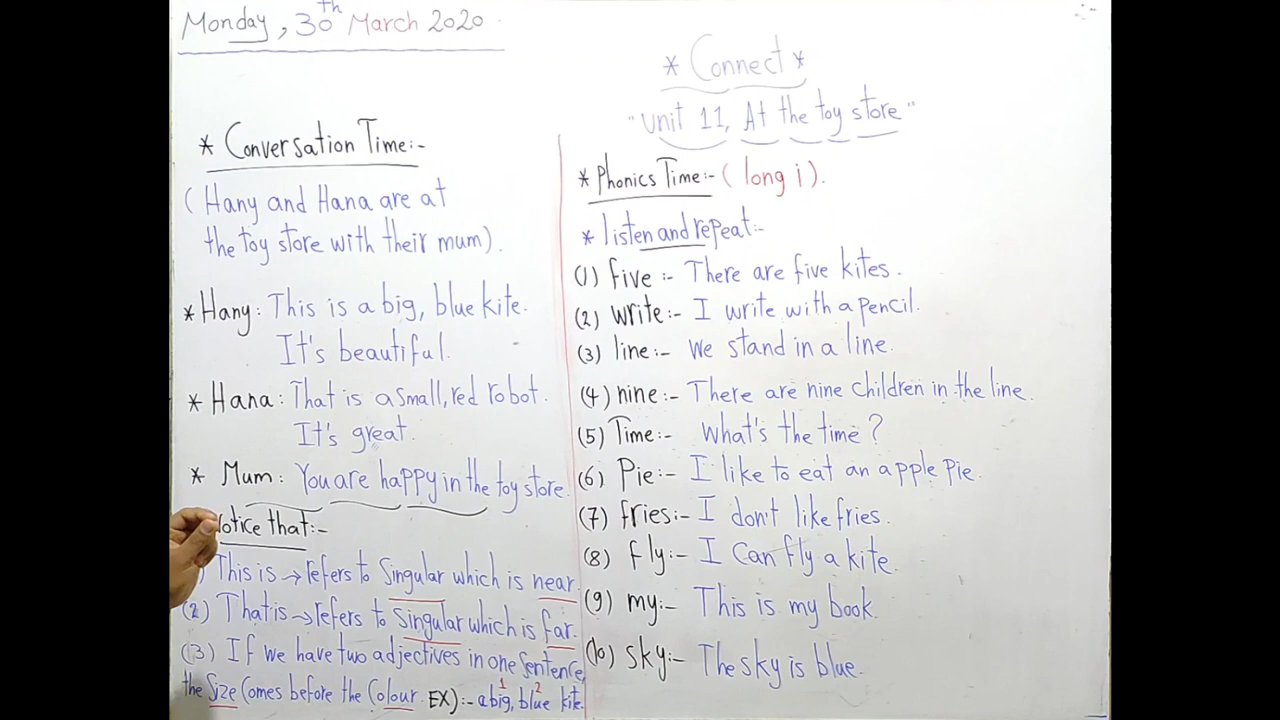 Monday, 30th March 2020
* Connect *
"Unit 11, At the toy store"
* Conversation Time:-
(Hany and Hana are at
the toy store with their mum).
* Hany: This is a big, blue kite.
It's beautiful.
* Hana: That is a small, red robot.
It's great.
* Mum: You are happy in the toy store.
Notice that:-
) This is → refers to Singular which is near.
(2) That is → refers to Singular which is far.
(3) If we have two adjectives in one Sentence,
the Size Comes before the Colour. EX):- a big, blue kite.
1 2
* Phonics Time:- (long i).
* listen and repeat:-
(1) five :- There are five kites.
(2) write:- I write with a pencil.
(3) line:- We stand in a line.
(4) nine:- There are nine children in the line.
(5) Time:- What's the time?
(6) Pie:- I like to eat an apple Pie.
(7) fries:- I don't like fries.
(8) fly:- I Can fly a kite.
(9) my:- This is my book.
(10) sky:- The sky is blue.